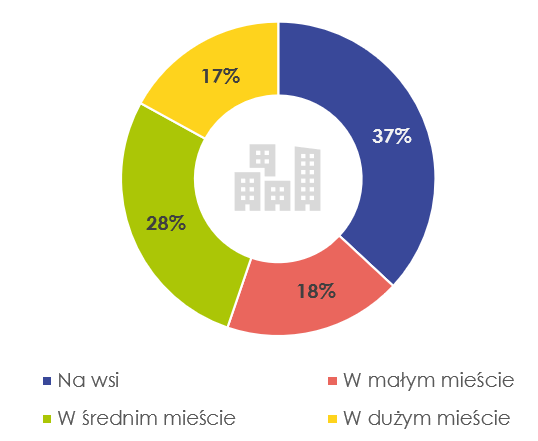 17%
37%
28%
18%
Na wsi
W małym mieście
W średnim mieście
W dużym mieście